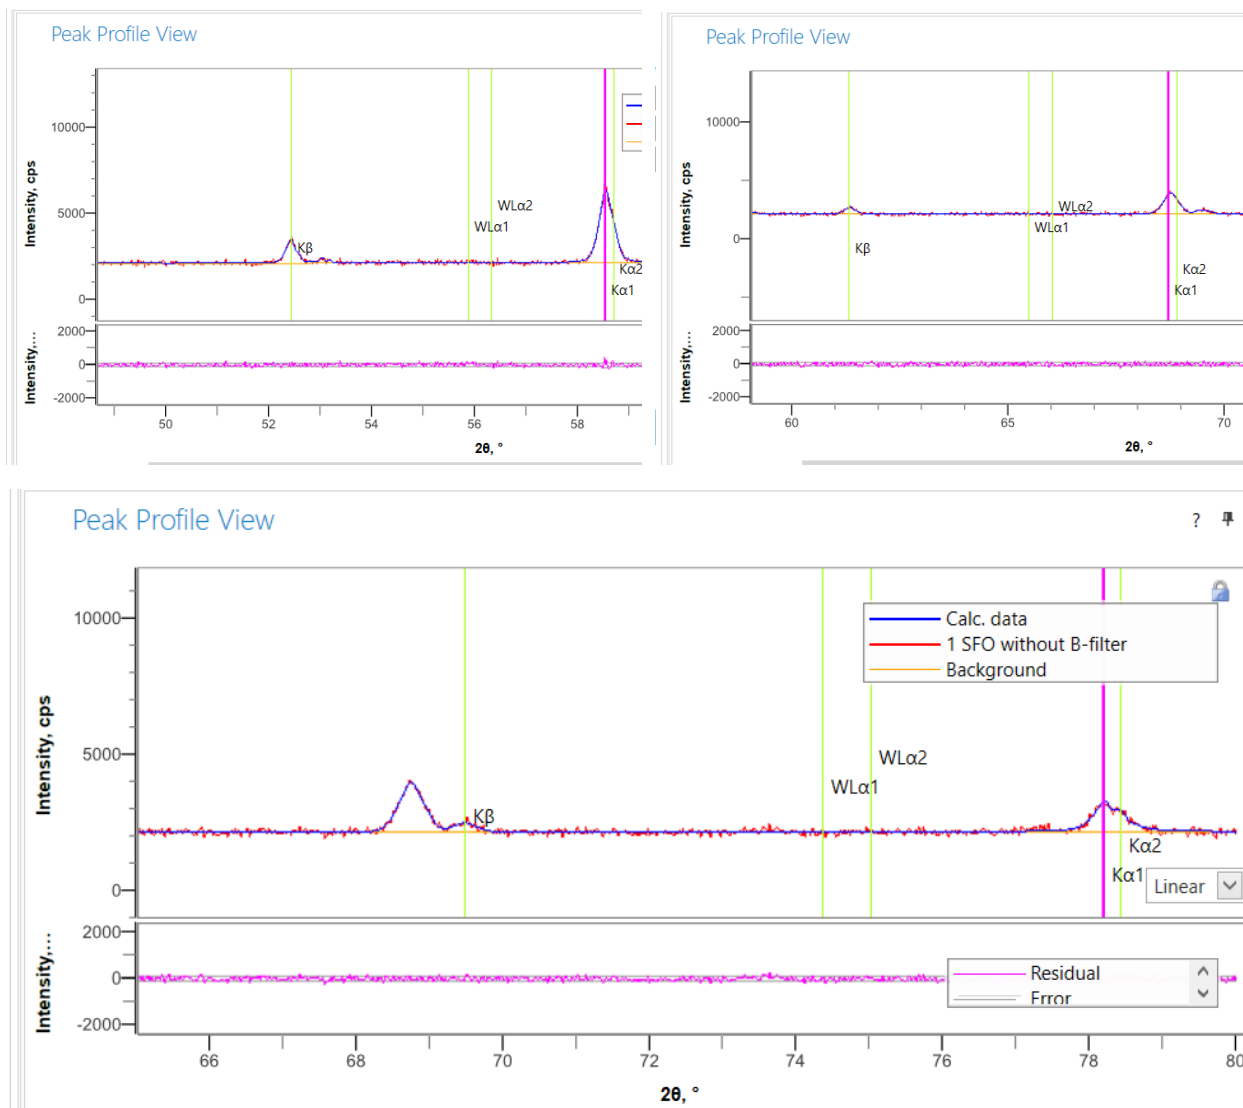 Peak Profile View
10000
5000
0
Intensity, cps
WLα2
WLα1
Kβ
Kα2
Kα1
2000
0
-2000
Intensity,...
50 52 54 56 58
2θ, °
Peak Profile View
10000
0
Intensity, cps
WLα2
WLα1
Kβ
Kα2
Kα1
2000
0
-2000
Intensity,...
60 65 70
2θ, °
Peak Profile View ?
10000
5000
0
Intensity, cps
Calc. data
1 SFO without B-filter
Background
WLα2
WLα1
Kβ
Kα2
Kα1
Linear
2000
0
-2000
Intensity,...
Residual
Error
66 68 70 72 74 76 78 80
2θ, °